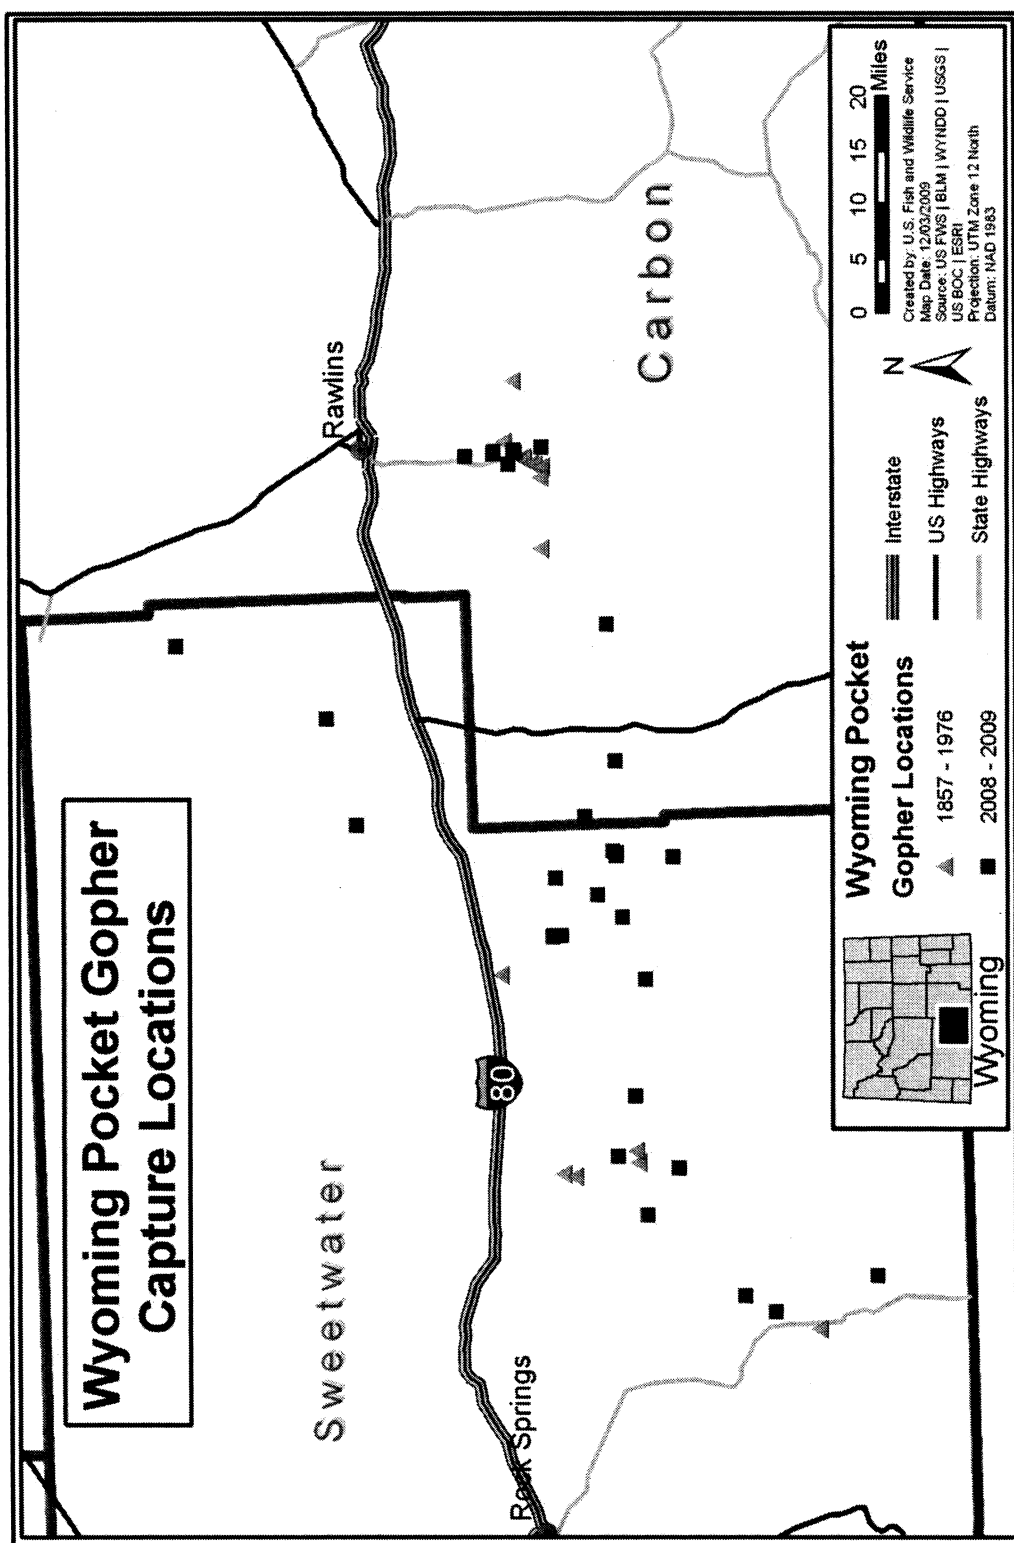 Wyoming Pocket Gopher
Capture Locations
Sweetwater
Rawlins
Carbon
80
Rock Springs
Wyoming
Wyoming Pocket
Gopher Locations
1857 - 1976
2008 - 2009
Interstate
US Highways
State Highways
N
0 5 10 15 20
Miles
Created by: U.S. Fish and Wildlife Service
Map Date: 12/03/2009
Source: US FWS | BLM | WYNDD | USGS |
US BOC | ESRI
Projection: UTM Zone 12 North
Datum: NAD 1983